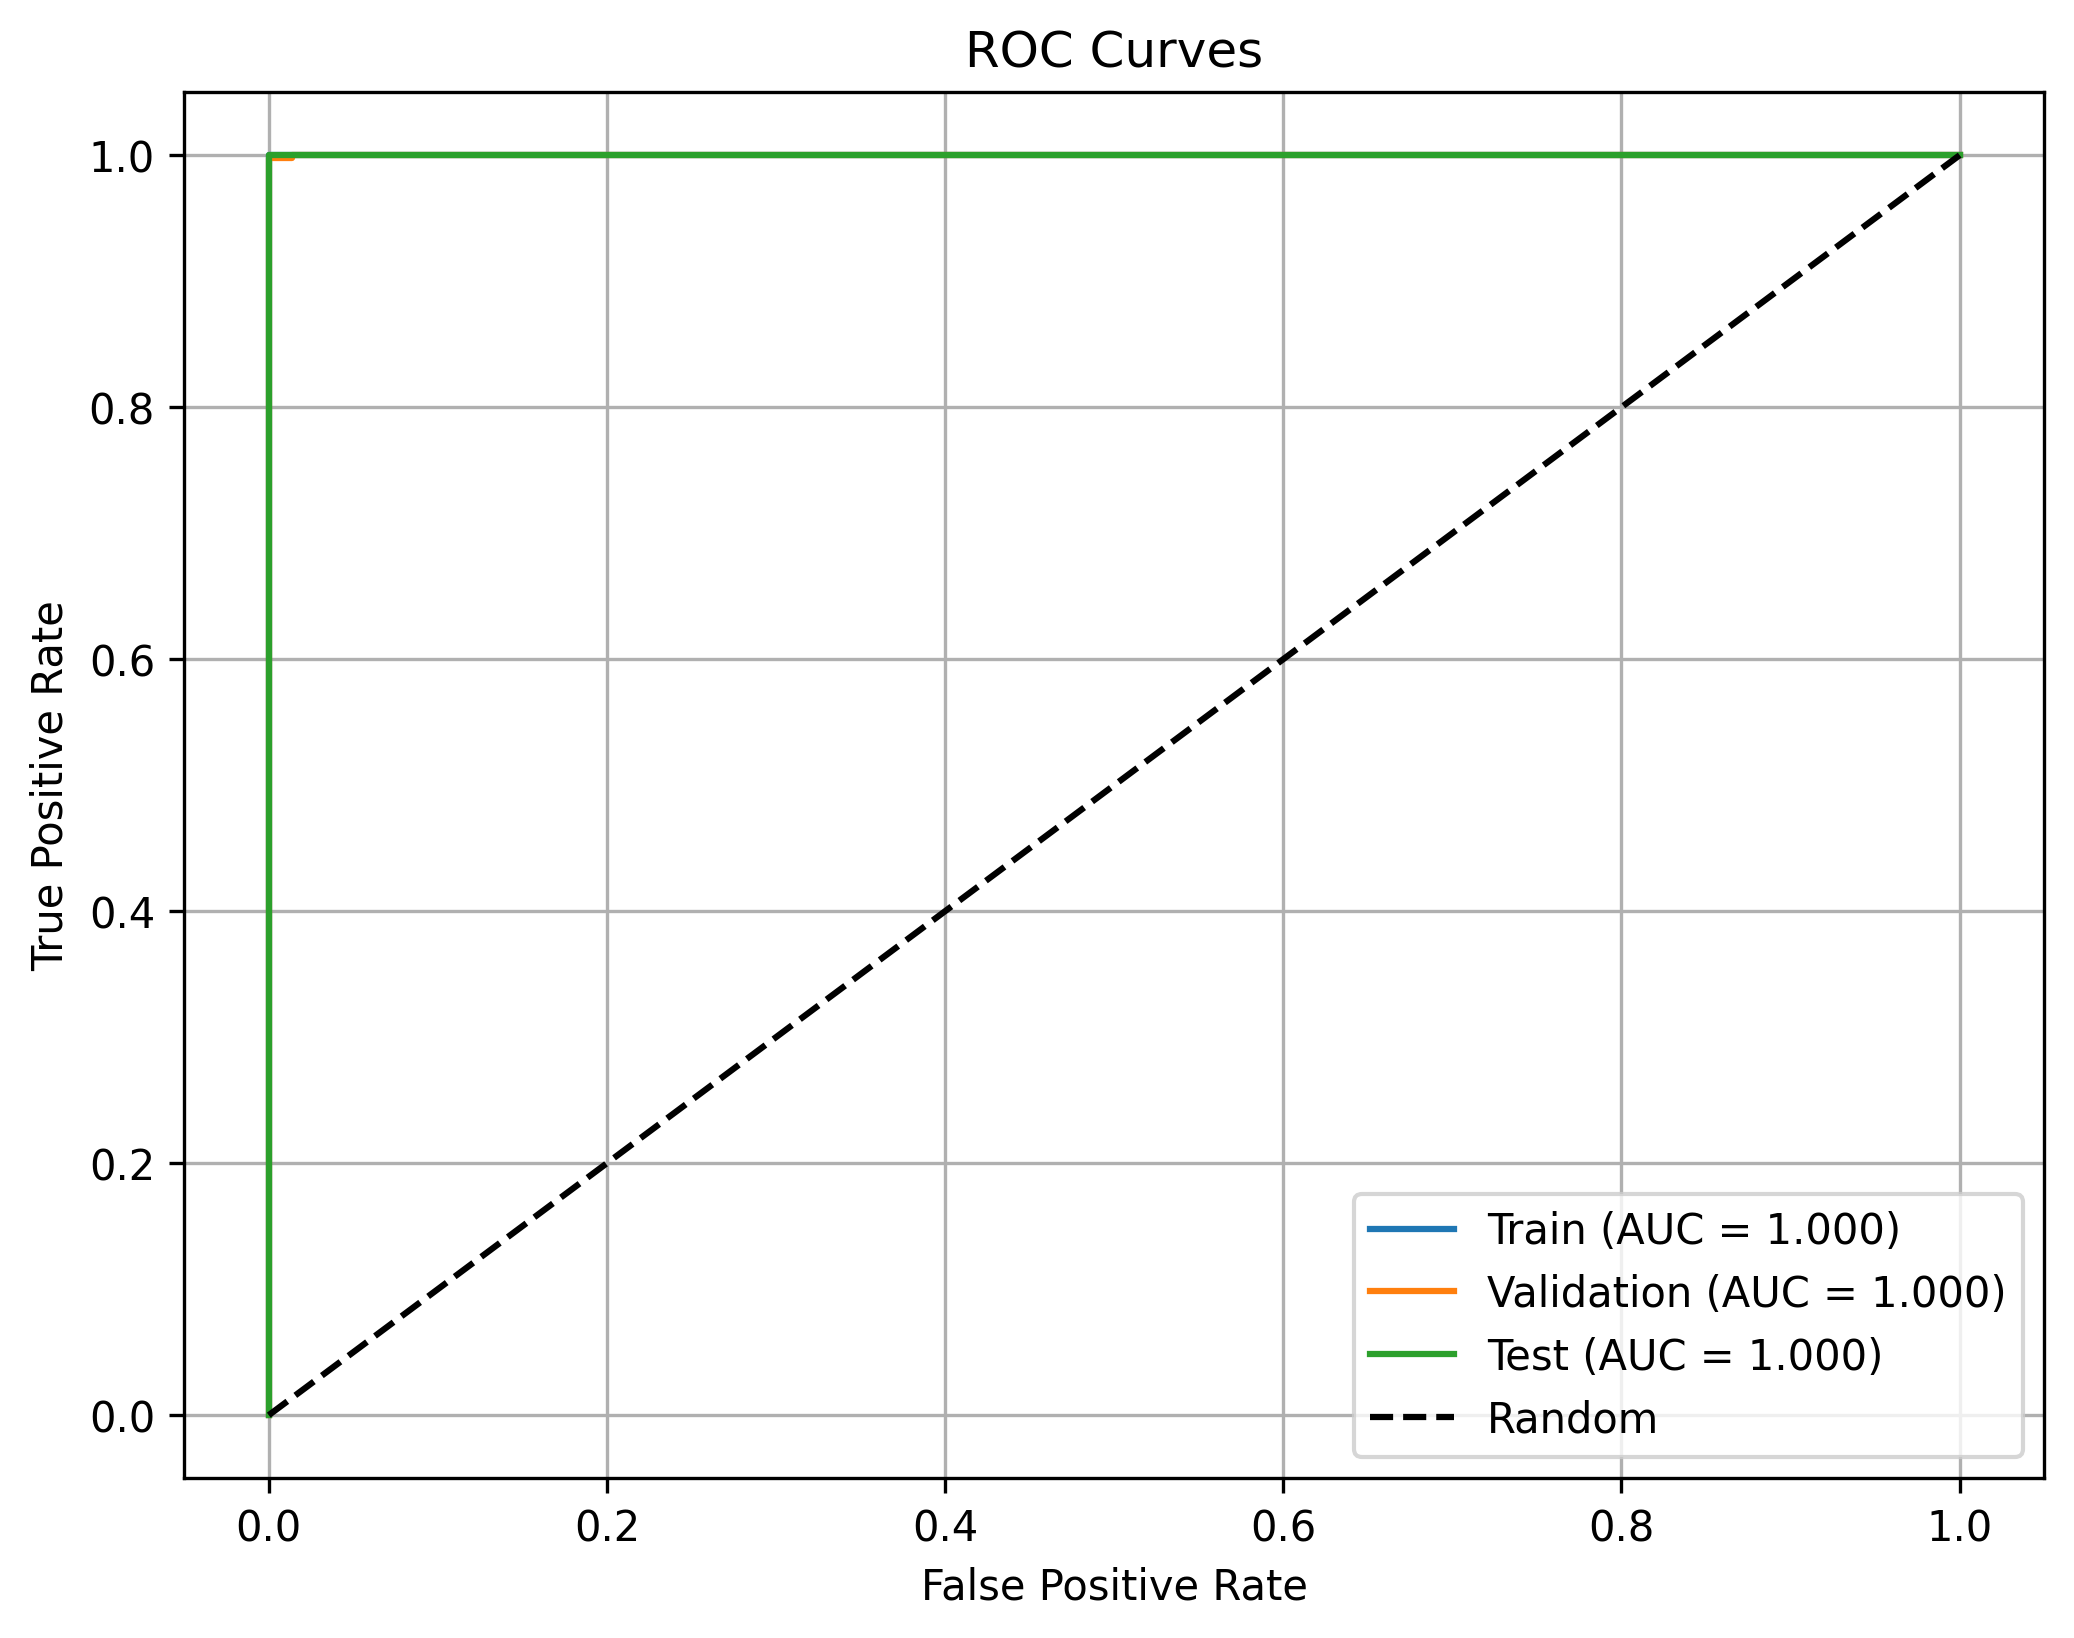 ROC Curves
True Positive Rate
1.0
0.8
0.6
0.4
0.2
0.0
0.0 0.2 0.4 0.6 0.8 1.0
False Positive Rate
Train (AUC = 1.000)
Validation (AUC = 1.000)
Test (AUC = 1.000)
Random